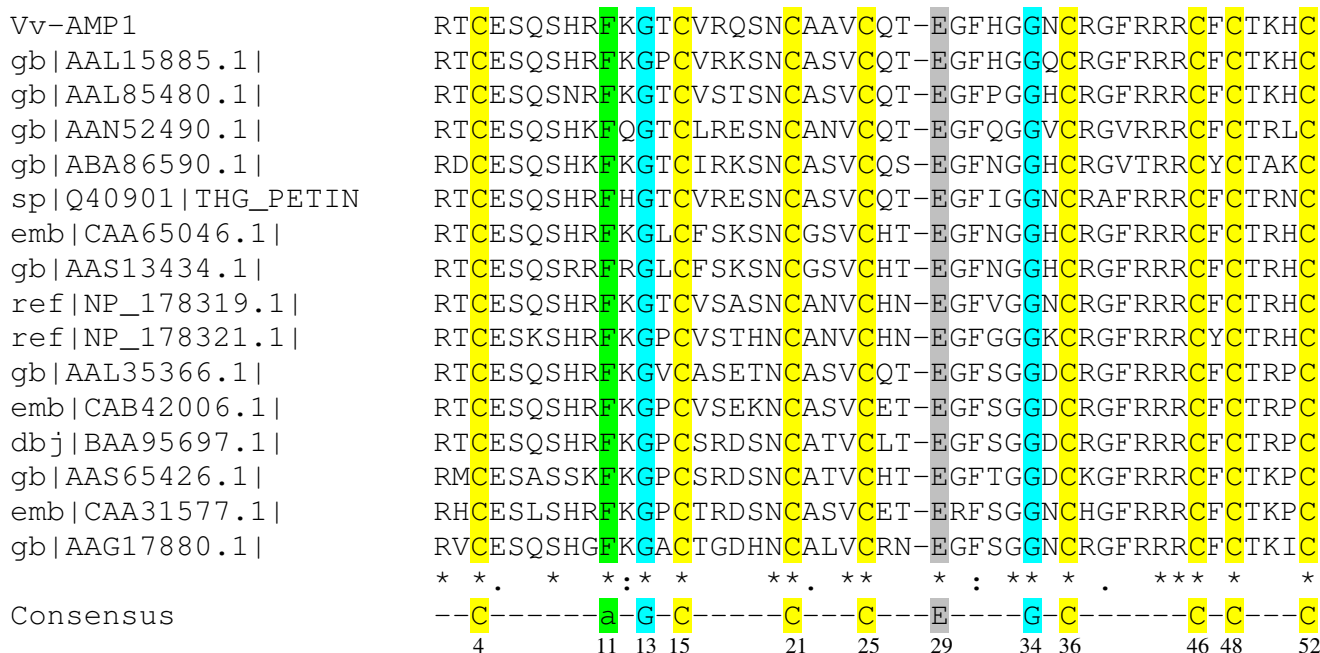 Vv-AMP1 RTCESQSHRFKGTCVRQSNCAAVCQT-EGFHGGNCRGFRRRCFCTKHC
gb|AAL15885.1| RTCESQSHRFKGPCVRKSNCASVCQT-EGFHGGQCRGFRRRCFCTKHC
gb|AAL85480.1| RTCESQSNRFKGTCVSTSNCASVCQT-EGFPGGHCRGFRRRCFCTKHC
gb|AAN52490.1| RTCESQSHKFQGTCLRESNCANVCQT-EGFQGGVCRGVRRRCFCTRLC
gb|ABA86590.1| RDCESQSHKFKGTCIRKSNCASVCQS-EGFNGGHCRGVTRRCYCTAKC
sp|Q40901|THG_PETIN RTCESQSHRFHGTCVRESNCASVCQT-EGFIGGNCRAFRRRCFCTRNC
emb|CAA65046.1| RTCESQSHRFKGLCFSKSNCGSVCHT-EGFNGGHCRGFRRRCFCTRHC
gb|AAS13434.1| RTCESQSRRFRGLCFSKSNCGSVCHT-EGFNGGHCRGFRRRCFCTRHC
ref|NP_178319.1| RTCESQSHRFKGTCVSASNCANVCHN-EGFVGGNCRGFRRRCFCTRHC
ref|NP_178321.1| RTCESKSHRFKGPCVSTHNCANVCHN-EGFGGGKCRGFRRRCYCTRHC
gb|AAL35366.1| RTCESQSHRFKGVCASETNCASVCQT-EGFSGGDCRGFRRRCFCTRPC
emb|CAB42006.1| RTCESQSHRFKGPCVSEKNCASVCET-EGFSGGDCRGFRRRCFCTRPC
dbj|BAA95697.1| RTCESQSHRFKGPCSRDSNCATVCLT-EGFSGGDCRGFRRRCFCTRPC
gb|AAS65426.1| RMCESASSKFKGPCSRDSNCATVCHT-EGFTGGDCKGFRRRCFCTKPC
emb|CAA31577.1| RHCESLSHRFKGPCTRDSNCASVCET-ERFSGGNCHGFRRRCFCTKPC
gb|AAG17880.1| RVCESQSHGFKGACTGDHNCALVCRN-EGFSGGNCRGFRRRCFCTKIC
* *.  *  *:* *    **. **   * : ** * .  *** *   *
Consensus --C------a-G-C-----C---C---E----G-C------C-C---C
4 11 13 15 21 25 29 34 36 46 48 52